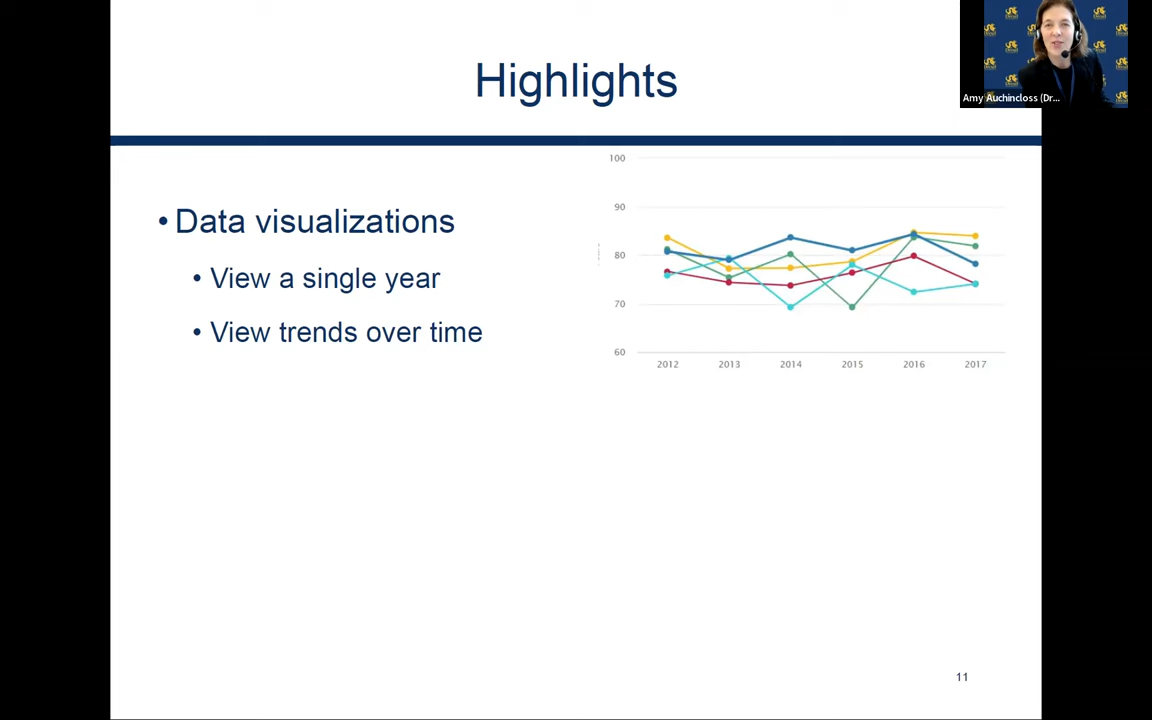 Highlights
Amy Auchincloss (Dr...
• Data visualizations
• View a single year
• View trends over time
100
90
80
70
60
2012 2013 2014 2015 2016 2017
11